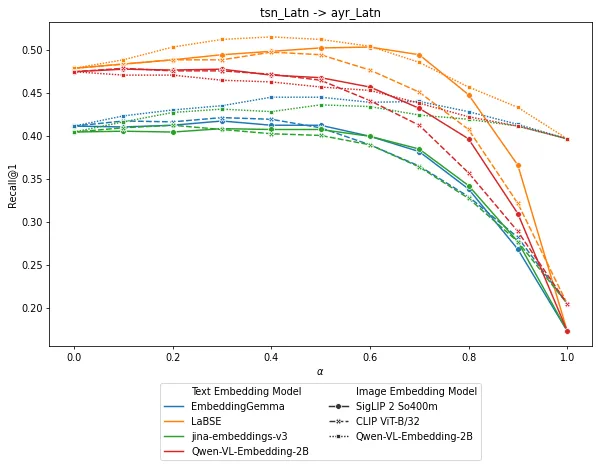 tsn_Latn -> ayr_Latn
Recall@1
0.50
0.45
0.40
0.35
0.30
0.25
0.20
0.0 0.2 0.4 0.6 0.8 1.0
α
Text Embedding Model
EmbeddingGemma
LaBSE
jina-embeddings-v3
Qwen-VL-Embedding-2B
Image Embedding Model
SigLIP 2 So400m
CLIP ViT-B/32
Qwen-VL-Embedding-2B